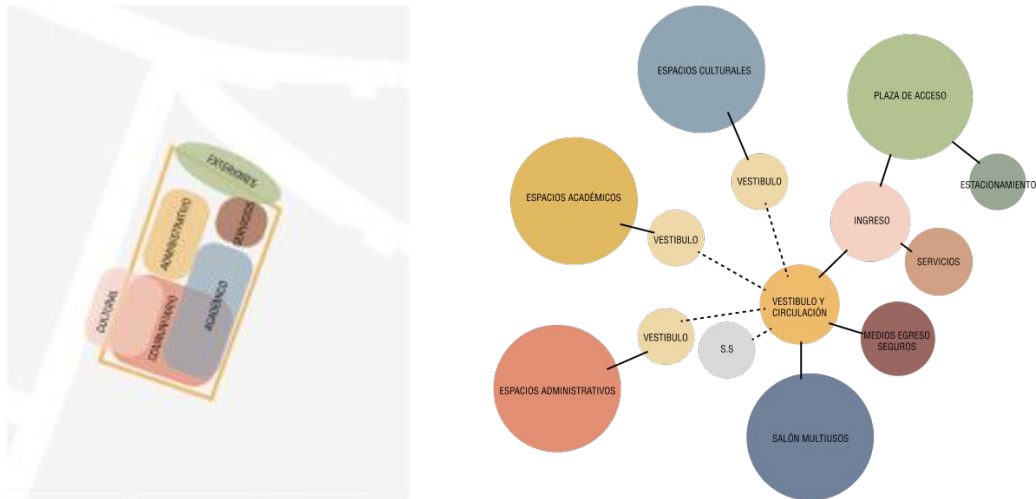 EXTERIORES
ADMINISTRATIVO
SERVICIOS
CULTURAL
COMUNITARIO
ACADEMICO
ESPACIOS CULTURALES
PLAZA DE ACCESO
VESTIBULO
ESTACIONAMIENTO
ESPACIOS ACADÉMICOS
INGRESO
VESTIBULO
SERVICIOS
VESTIBULO Y
CIRCULACIÓN
VESTIBULO
S.S
MEDIOS EGRESO
SEGUROS
ESPACIOS ADMINISTRATIVOS
SALÓN MULTIUSOS